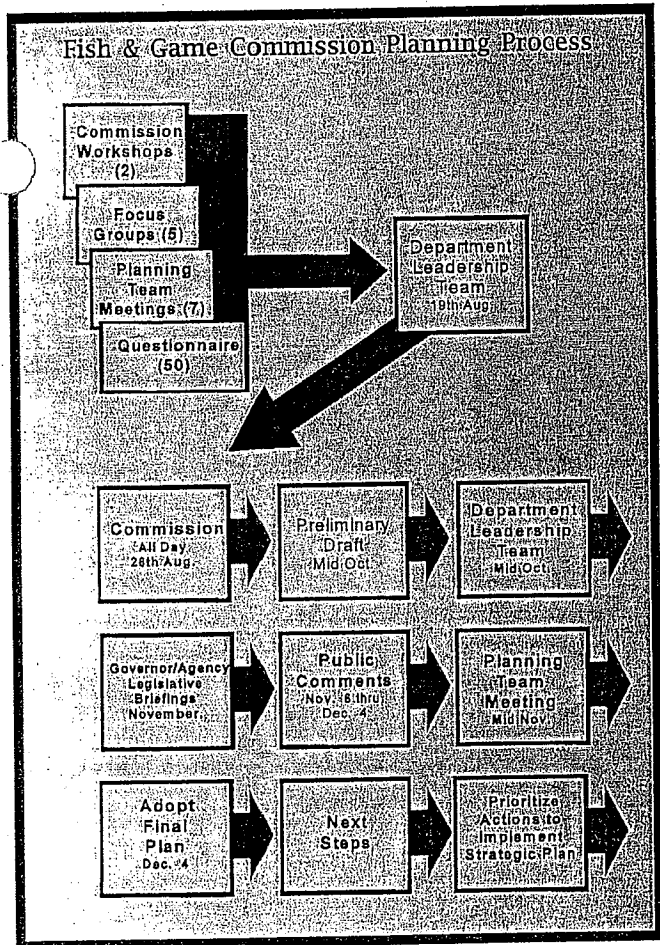 Fish & Game Commission Planning Process
Commission
Workshops
(2)
Focus
Groups (5)
Planning
Team
Meetings (7)
Questionnaire
(50)
Department
Leadership
Team
19th Aug
Commission
All Day
28th Aug.
Preliminary
Draft
Mid Oct.
Department
Leadership
Team
Mid Oct.
Governor/Agency
Legislative
Briefings
November
Public
Comments
Nov. 6 thru
Dec. 4
Planning
Team
Meeting
Mid Nov.
Adopt
Final
Plan
Dec. 4
Next
Steps
Prioritize
Actions to
Implement
Strategic Plan